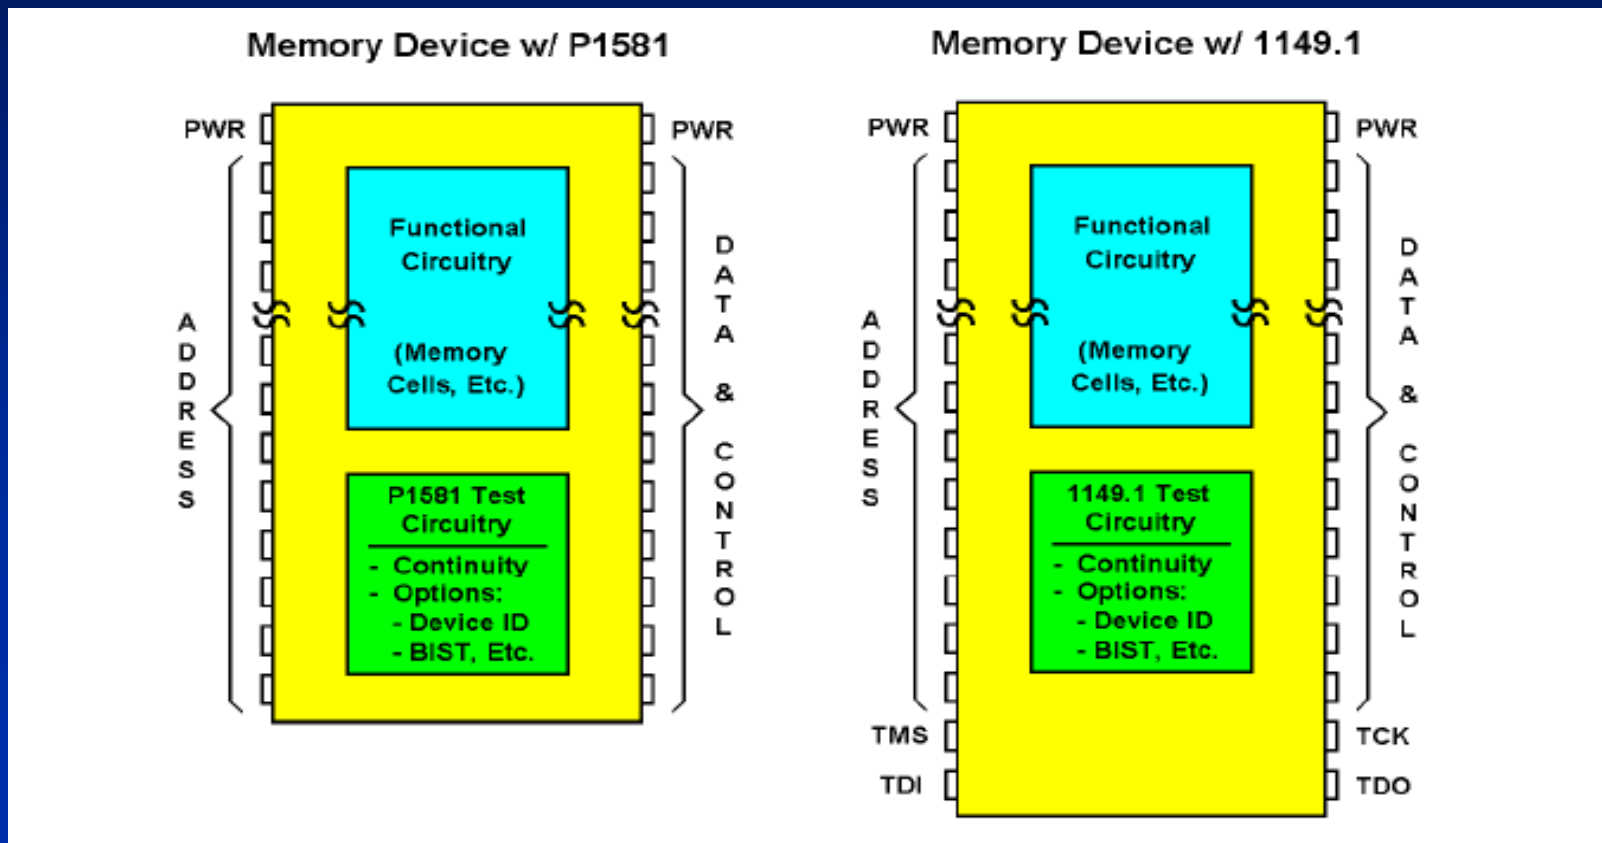 Memory Device w/ P1581
PWR
PWR
ADDRESS
Functional
Circuitry
(Memory
Cells, Etc.)
P1581 Test
Circuitry
- Continuity
- Options:
- Device ID
- BIST, Etc.
DATA & CONTROL
Memory Device w/ 1149.1
PWR
PWR
ADDRESS
Functional
Circuitry
(Memory
Cells, Etc.)
1149.1 Test
Circuitry
- Continuity
- Options:
- Device ID
- BIST, Etc.
DATA & CONTROL
TMS
TCK
TDI
TDO